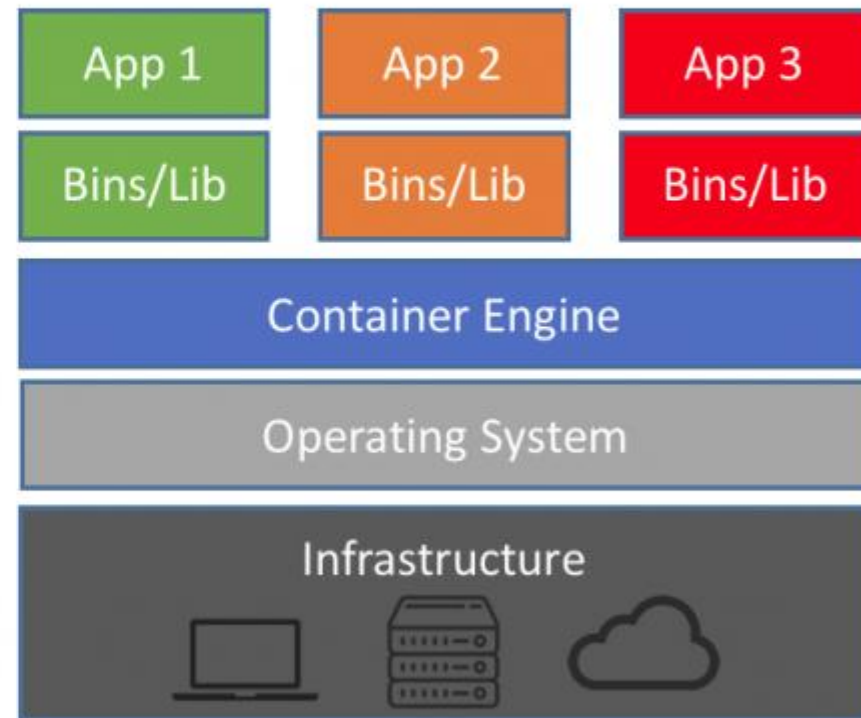 App 1 App 2 App 3
Bins/Lib Bins/Lib Bins/Lib
Container Engine
Operating System
Infrastructure